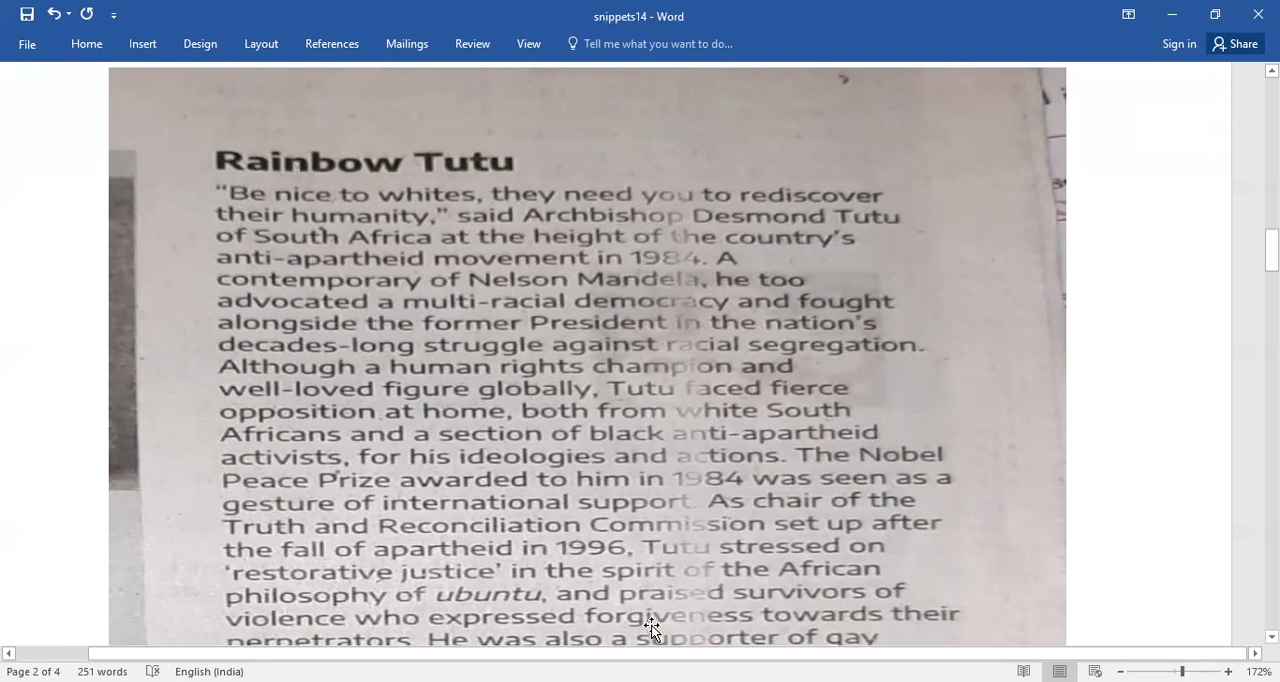 snippets14 - Word
File Home Insert Design Layout References Mailings Review View Tell me what you want to do... Sign in Share
Rainbow Tutu
"Be nice to whites, they need you to rediscover
their humanity," said Archbishop Desmond Tutu
of South Africa at the height of the country's
anti-apartheid movement in 1984. A
contemporary of Nelson Mandela, he too
advocated a multi-racial democracy and fought
alongside the former President in the nation's
decades-long struggle against racial segregation.
Although a human rights champion and
well-loved figure globally, Tutu faced fierce
opposition at home, both from white South
Africans and a section of black anti-apartheid
activists, for his ideologies and actions. The Nobel
Peace Prize awarded to him in 1984 was seen as a
gesture of international support. As chair of the
Truth and Reconciliation Commission set up after
the fall of apartheid in 1996, Tutu stressed on
'restorative justice' in the spirit of the African
philosophy of ubuntu, and praised survivors of
violence who expressed forgiveness towards their
perpetrators. He was also a supporter of gay
Page 2 of 4 251 words English (India) 172%